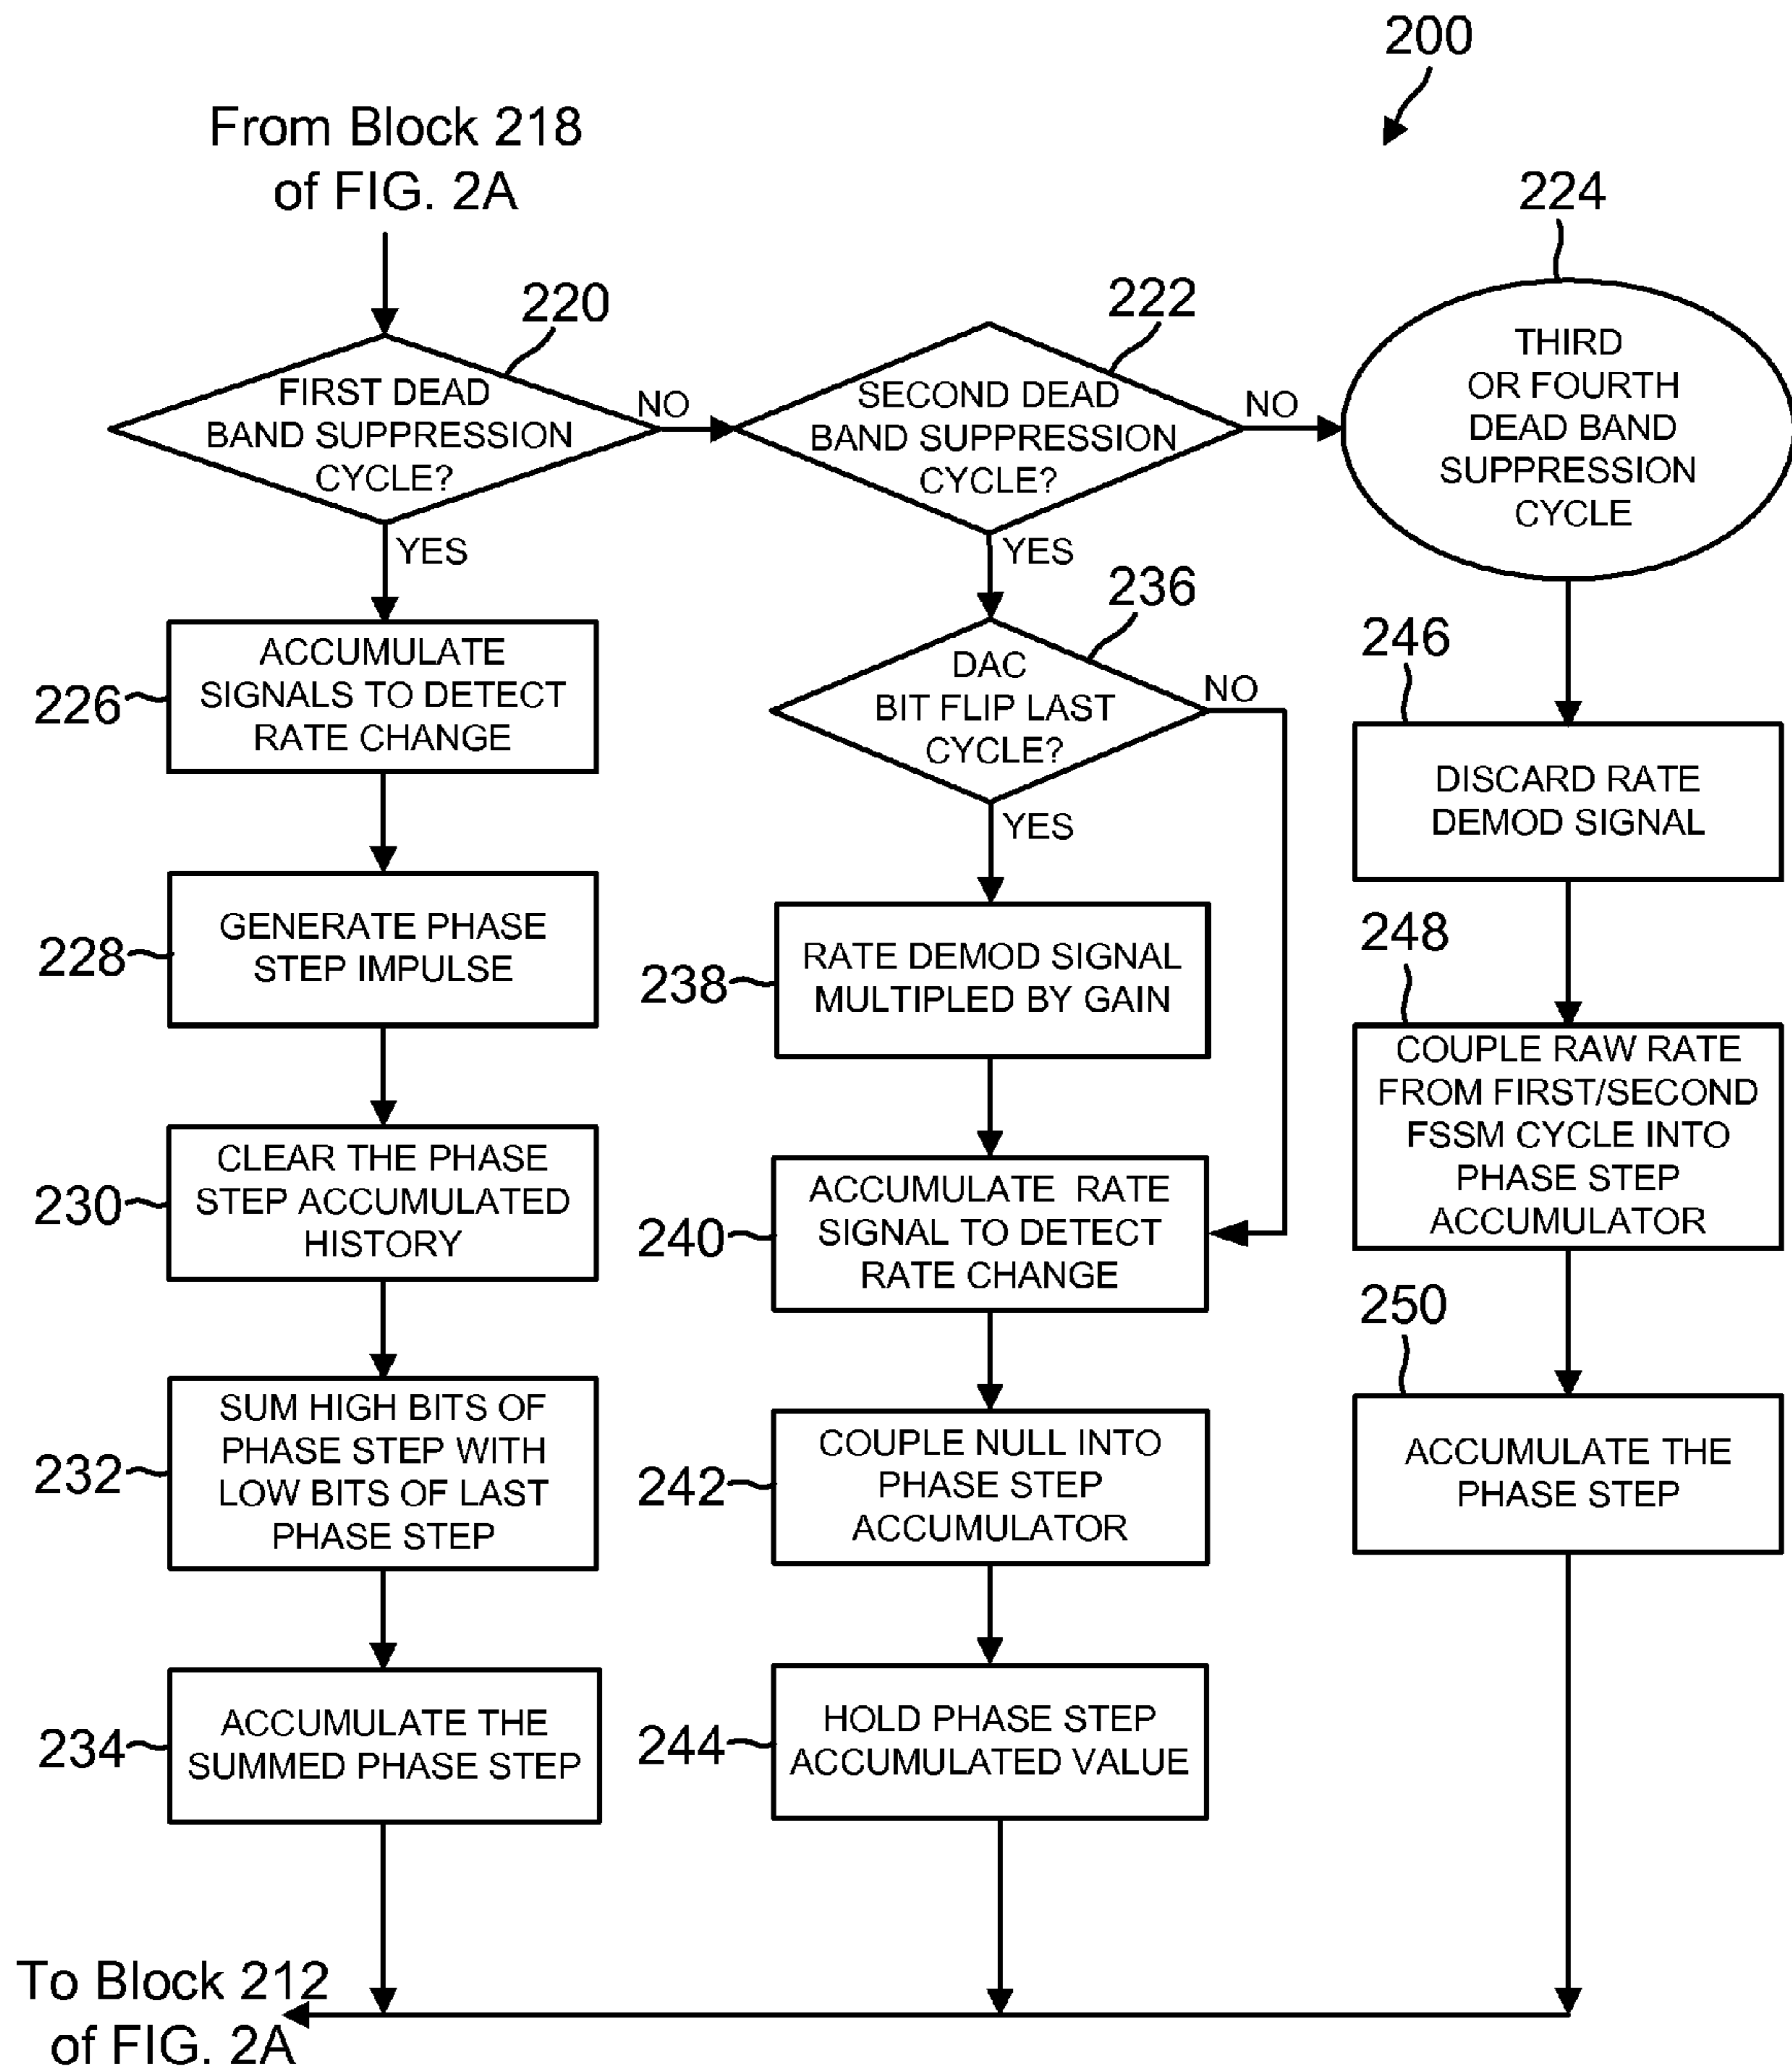 200
From Block 218
of FIG. 2A
224
220
222
FIRST DEAD
BAND SUPPRESSION
CYCLE?
NO
SECOND DEAD
BAND SUPPRESSION
CYCLE?
NO
THIRD
OR FOURTH
DEAD BAND
SUPPRESSION
CYCLE
YES
YES
226
ACCUMULATE
SIGNALS TO DETECT
RATE CHANGE
228
GENERATE PHASE
STEP IMPULSE
230
CLEAR THE PHASE
STEP ACCUMULATED
HISTORY
232
SUM HIGH BITS OF
PHASE STEP WITH
LOW BITS OF LAST
PHASE STEP
234
ACCUMULATE THE
SUMMED PHASE STEP
236
DAC
BIT FLIP LAST
CYCLE?
NO
YES
238
RATE DEMOD SIGNAL
MULTIPLED BY GAIN
240
ACCUMULATE RATE
SIGNAL TO DETECT
RATE CHANGE
242
COUPLE NULL INTO
PHASE STEP
ACCUMULATOR
244
HOLD PHASE STEP
ACCUMULATED VALUE
246
DISCARD RATE
DEMOD SIGNAL
248
COUPLE RAW RATE
FROM FIRST/SECOND
FSSM CYCLE INTO
PHASE STEP
ACCUMULATOR
250
ACCUMULATE THE
PHASE STEP
To Block 212
of FIG. 2A